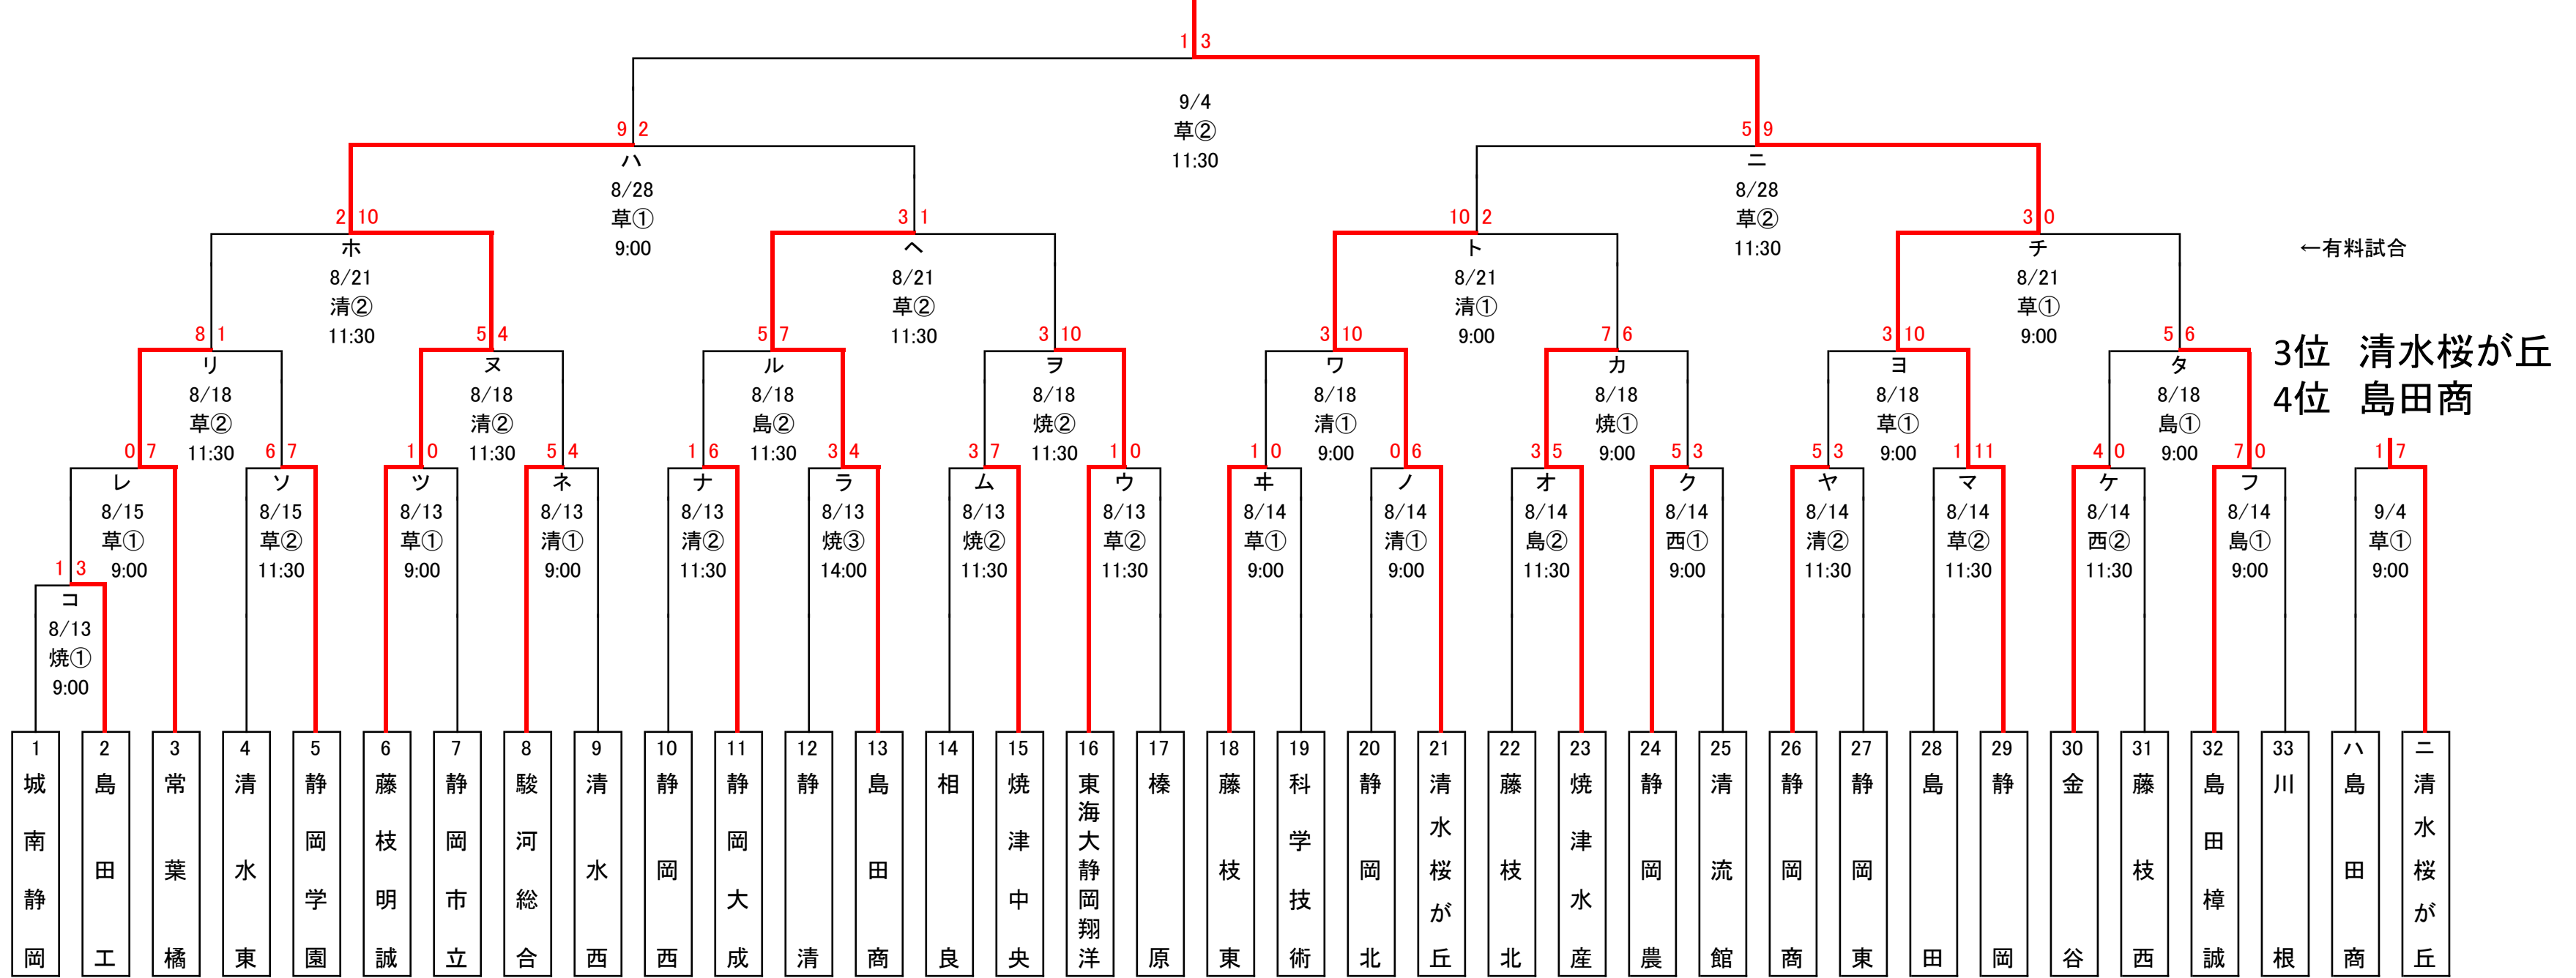 1 3
9/4
草②
11:30
9 2
5 9
ハ
8/28
草①
9:00
ニ
8/28
草②
11:30
2 10
3 1
10 2
3 0
ホ
8/21
清②
11:30
ヘ
8/21
草②
11:30
ト
8/21
清①
9:00
チ
8/21
草①
9:00
←有料試合
8 1
5 4
5 7
3 10
3 10
7 6
3 10
5 6
リ
8/18
草②
11:30
ヌ
8/18
清②
11:30
ル
8/18
島②
11:30
ヲ
8/18
焼②
11:30
ワ
8/18
清①
9:00
カ
8/18
焼①
9:00
ヨ
8/18
草①
9:00
タ
8/18
島①
9:00
3位 清水桜が丘
4位 島田商
0 7
6 7
1 0
5 4
1 6
3 4
3 7
1 0
1 0
0 6
3 5
5 3
5 3
1 11
4 0
7 0
1 7
レ
8/15
草①
9:00
ソ
8/15
草②
11:30
ツ
8/13
草①
9:00
ネ
8/13
清①
9:00
ナ
8/13
清②
11:30
ラ
8/13
焼③
14:00
ム
8/13
焼②
11:30
ウ
8/13
草②
11:30
ヰ
8/14
草①
9:00
ノ
8/14
清①
9:00
オ
8/14
島②
11:30
ク
8/14
西①
9:00
ヤ
8/14
清②
11:30
マ
8/14
草②
11:30
ケ
8/14
西②
11:30
フ
8/14
島①
9:00
9/4
草①
9:00
1 3
コ
8/13
焼①
9:00
1 城南静岡
2 島田工
3 常葉橘
4 清水東
5 静岡学園
6 藤枝明誠
7 静岡市立
8 駿河総合
9 清水西
10 静岡西
11 静岡大成
12 静清
13 島田商
14 相良
15 焼津中央
16 東海大静岡翔洋
17 榛原
18 藤枝東
19 科学技術
20 静岡北
21 清水桜が丘
22 藤枝北
23 焼津水産
24 静岡農
25 清流館
26 静岡商
27 静岡東
28 島田
29 静岡
30 金谷
31 藤枝西
32 島田樟誠
33 川根
ハ 島田商
ニ 清水桜が丘